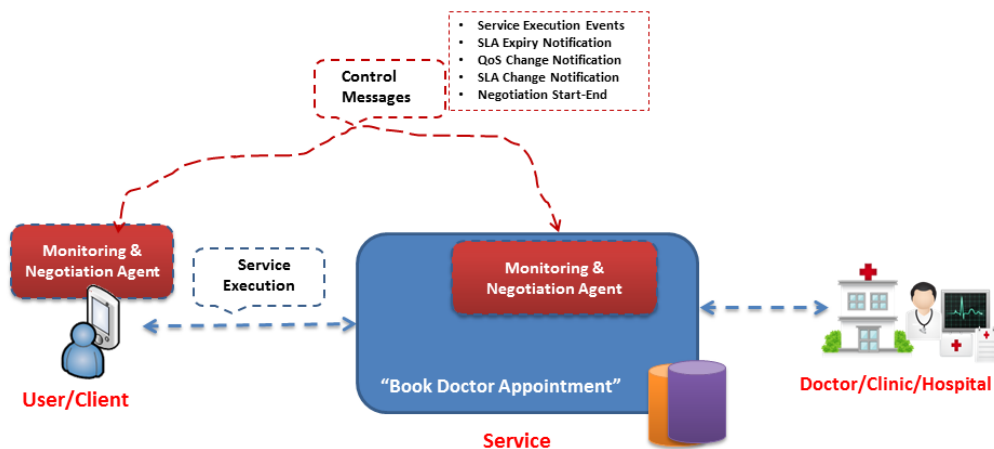 Service Execution Events
SLA Expiry Notification
QoS Change Notification
SLA Change Notification
Negotiation Start-End
Control
Messages
Monitoring &
Negotiation Agent
Service
Execution
Monitoring &
Negotiation Agent
“Book Doctor Appointment”
User/Client
Service
Doctor/Clinic/Hospital